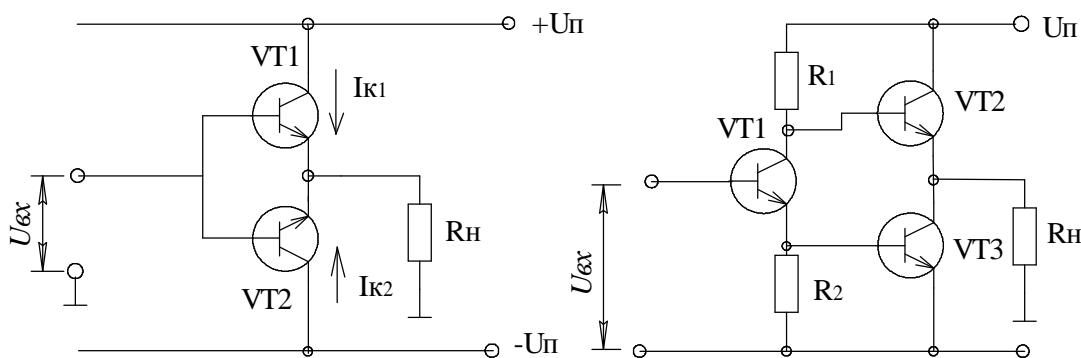 +Uп
VT1
Iк1
Uвх
Rн
VT2
Iк2
-Uп
Uп
R1
VT2
VT1
Uвх
R2
VT3
Rн